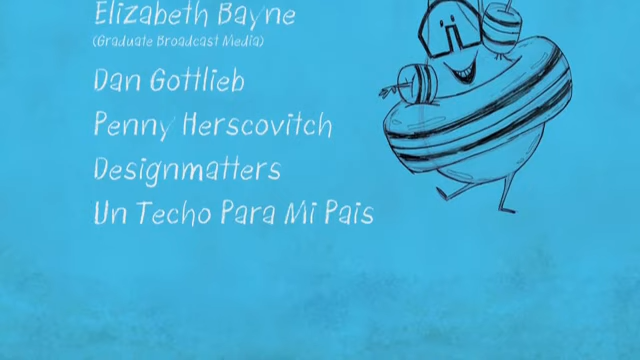 Elizabeth Bayne
(Graduate Broadcast Media)
Dan Gottlieb
Penny Herscovitch
Designmatters
Un Techo Para Mi Pais